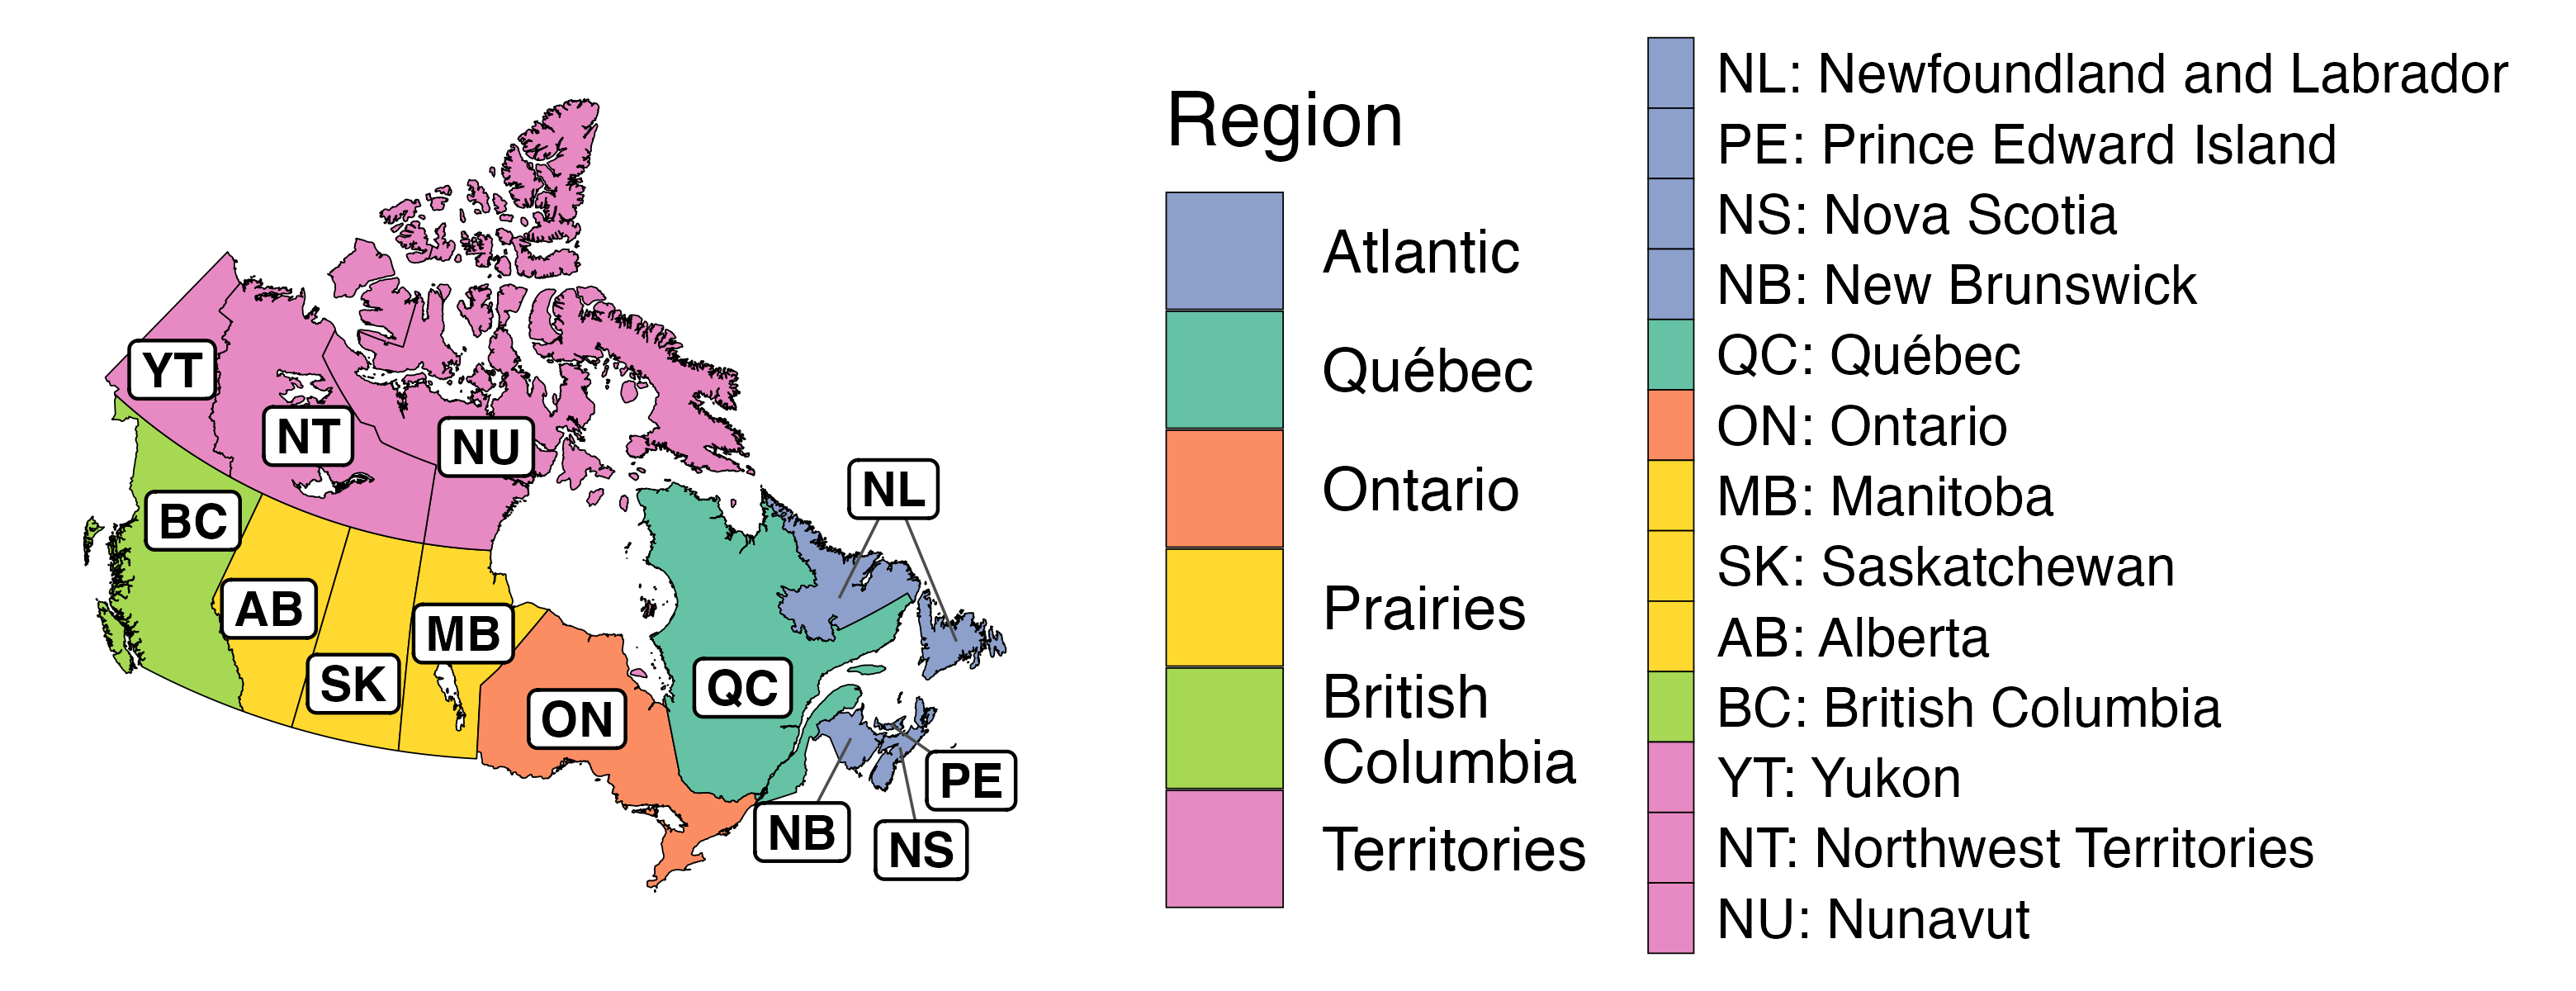 YT
NT
NU
NL
BC
AB
MB
SK
QC
ON
PE
NB
NS
Region
Atlantic
Québec
Ontario
Prairies
British
Columbia
Territories
NL: Newfoundland and Labrador
PE: Prince Edward Island
NS: Nova Scotia
NB: New Brunswick
QC: Québec
ON: Ontario
MB: Manitoba
SK: Saskatchewan
AB: Alberta
BC: British Columbia
YT: Yukon
NT: Northwest Territories
NU: Nunavut